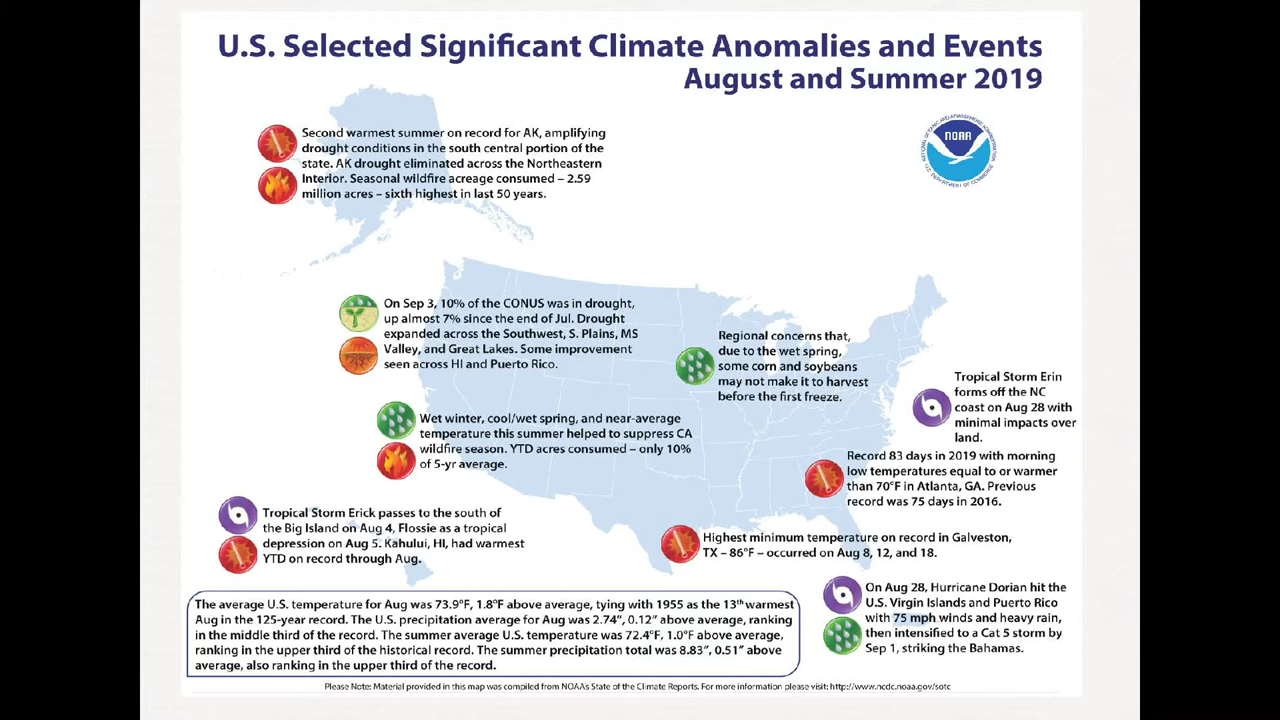 U.S. Selected Significant Climate Anomalies and Events
August and Summer 2019
NOAA
Second warmest summer on record for AK, amplifying
drought conditions in the south central portion of the
state. AK drought eliminated across the Northeastern
Interior. Seasonal wildfire acreage consumed – 2.59
million acres – sixth highest in last 50 years.
On Sep 3, 10% of the CONUS was in drought,
up almost 7% since the end of Jul. Drought
expanded across the Southwest, S. Plains, MS
Valley, and Great Lakes. Some improvement
seen across HI and Puerto Rico.
Regional concerns that,
due to the wet spring,
some corn and soybeans
may not make it to harvest
before the first freeze.
Tropical Storm Erin
forms off the NC
coast on Aug 28 with
minimal impacts over
land.
Wet winter, cool/wet spring, and near-average
temperature this summer helped to suppress CA
wildfire season. YTD acres consumed – only 10%
of 5-yr average.
Record 83 days in 2019 with morning
low temperatures equal to or warmer
than 70°F in Atlanta, GA. Previous
record was 75 days in 2016.
Tropical Storm Erick passes to the south of
the Big Island on Aug 4, Flossie as a tropical
depression on Aug 5. Kahului, HI, had warmest
YTD on record through Aug.
Highest minimum temperature on record in Galveston,
TX – 86°F – occurred on Aug 8, 12, and 18.
On Aug 28, Hurricane Dorian hit the
U.S. Virgin Islands and Puerto Rico
with 75 mph winds and heavy rain,
then intensified to a Cat 5 storm by
Sep 1, striking the Bahamas.
The average U.S. temperature for Aug was 73.9°F, 1.8°F above average, tying with 1955 as the 13th warmest
Aug in the 125-year record. The U.S. precipitation average for Aug was 2.74”, 0.12” above average, ranking
in the middle third of the record. The summer average U.S. temperature was 72.4°F, 1.0°F above average,
ranking in the upper third of the historical record. The summer precipitation total was 8.83”, 0.51” above
average, also ranking in the upper third of the record.
Please Note: Material provided in this map was compiled from NOAA's State of the Climate Reports. For more information please visit: http://www.ncdc.noaa.gov/sotc